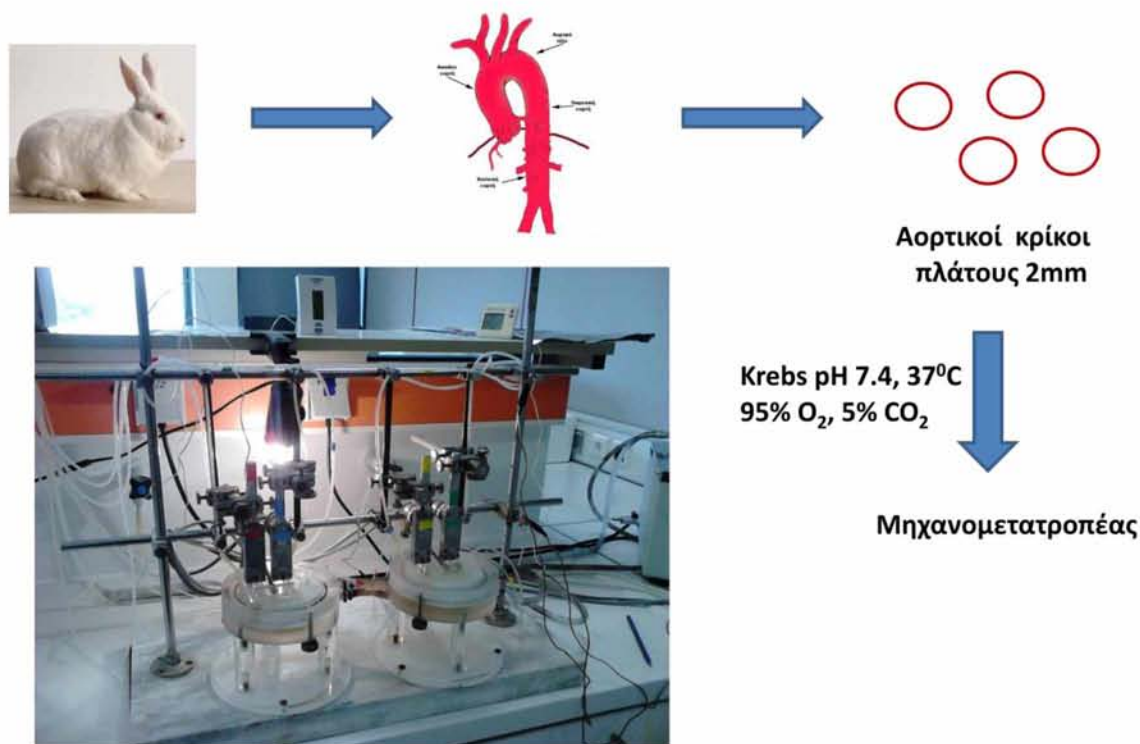 Αορτικοί κρίκοι
πλάτους 2mm
Krebs pH 7.4, 37⁰C
95% O₂, 5% CO₂
Μηχανομετατροπέας